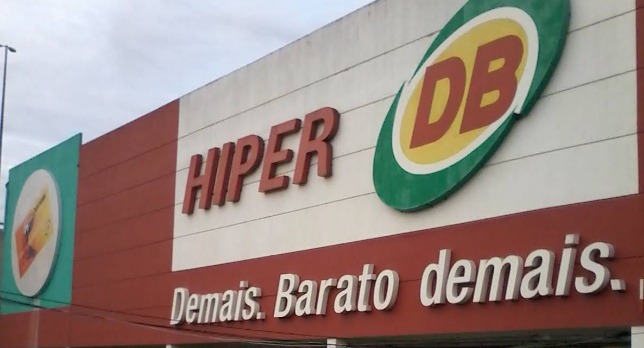 HIPER DB
Demais. Barato demais.